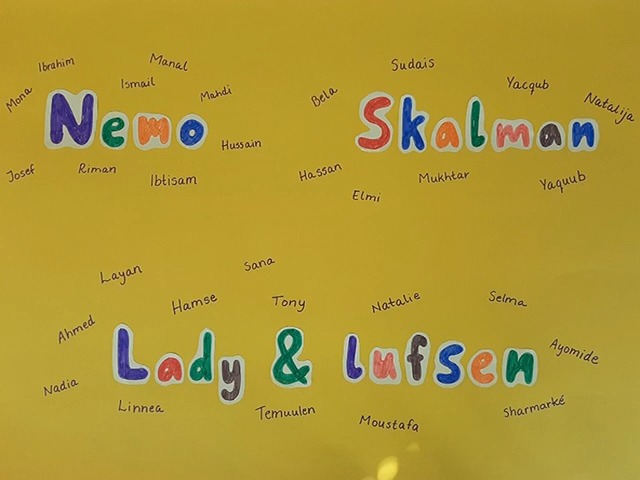 Ibrahim
Manal
Mona
Ismail
Mahdi
Nemo
Hussain
Josef
Riman
Ibtisam
Sudais
Bela
Yacqub
Natalija
Skalman
Hassan
Elmi
Mukhtar
Yaquub
Layan
Sana
Ahmed
Hamse
Tony
Natalie
Selma
Ayomide
Lady & lufsen
Nadia
Linnea
Temuulen
Moustafa
Sharmarké